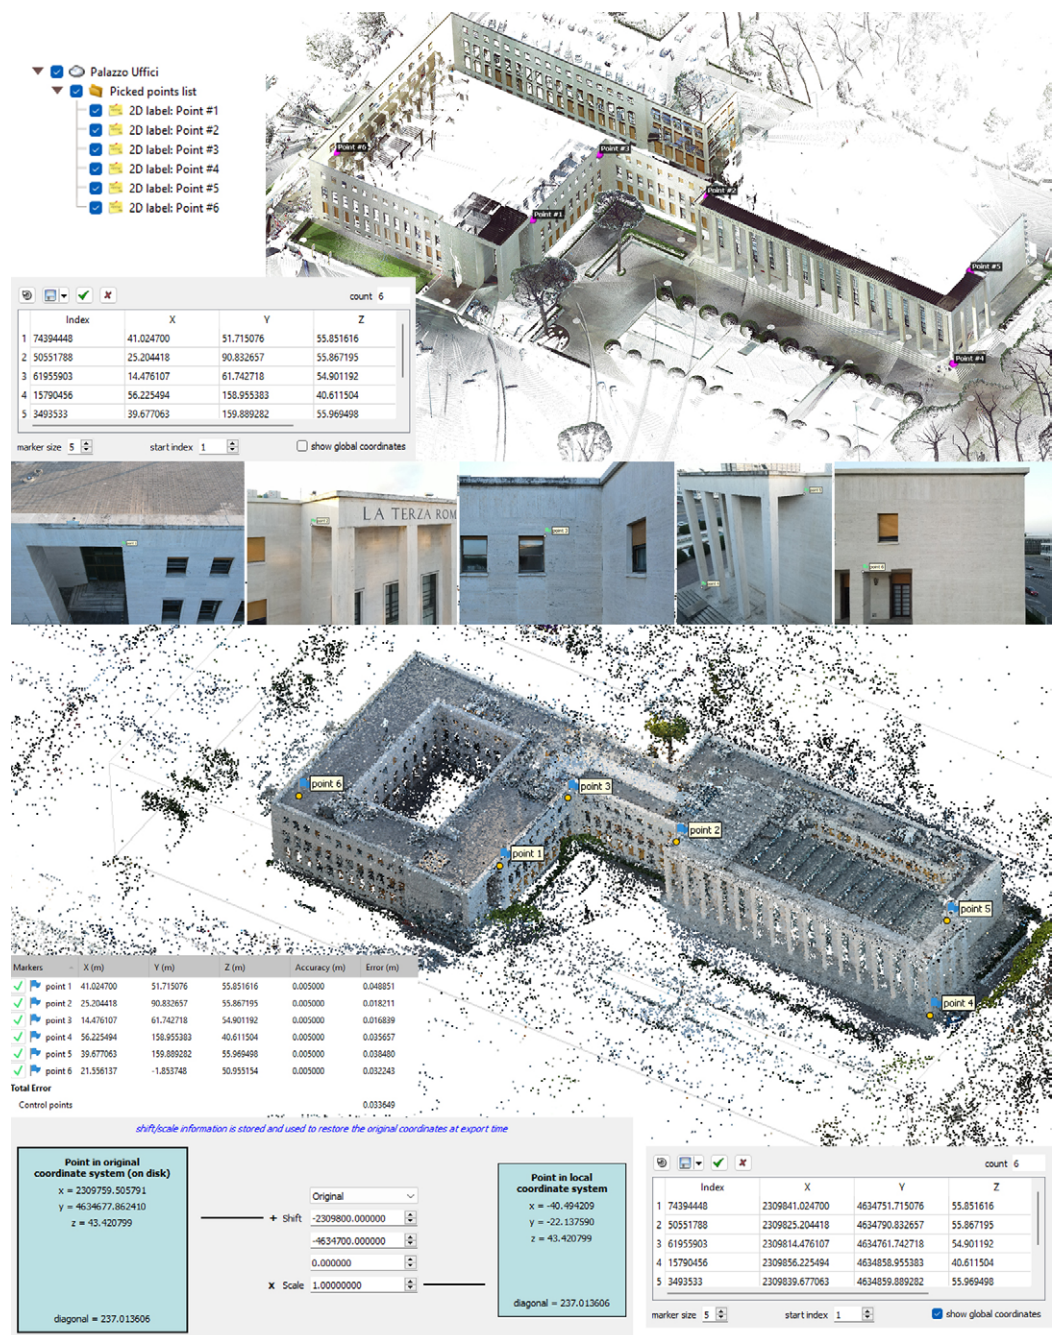 Palazzo Uffici
Picked points list
2D label: Point #1
2D label: Point #2
2D label: Point #3
2D label: Point #4
2D label: Point #5
2D label: Point #6
Point #6
Point #3
Point #2
Point #1
Point #5
Point #4
count 6
Index X Y Z
1 74394448 41.024700 51.715076 55.851616
2 50551788 25.204418 90.832657 55.867195
3 61955903 14.476107 61.742718 54.901192
4 15790456 56.225494 158.955383 40.611504
5 3493533 39.677063 159.889282 55.969498
marker size 5 start index 1 show global coordinates
LA TERZA ROM
point 3
point 6
point 6
point 3
point 2
point 1
point 5
point 4
Markers X (m) Y (m) Z (m) Accuracy (m) Error (m)
point 1 41.024700 51.715076 55.851616 0.005000 0.048851
point 2 25.204418 90.832657 55.867195 0.005000 0.018211
point 3 14.476107 61.742718 54.901192 0.005000 0.016839
point 4 56.225494 158.955383 40.611504 0.005000 0.035657
point 5 39.677063 159.889282 55.969498 0.005000 0.038480
point 6 21.556137 -1.853748 50.955154 0.005000 0.032243
Total Error
Control points 0.033649
shift/scale information is stored and used to restore the original coordinates at export time
Point in original
coordinate system (on disk)
x = 2309759.505791
y = 4634677.862410
z = 43.420799
diagonal = 237.013606
Original
+ Shift -2309800.000000
-4634700.000000
0.000000
x Scale 1.00000000
Point in local
coordinate system
x = -40.494209
y = -22.137590
z = 43.420799
diagonal = 237.013606
count 6
Index X Y Z
1 74394448 2309841.024700 4634751.715076 55.851616
2 50551788 2309825.204418 4634790.832657 55.867195
3 61955903 2309814.476107 4634761.742718 54.901192
4 15790456 2309856.225494 4634858.955383 40.611504
5 3493533 2309839.677063 4634859.889282 55.969498
marker size 5 start index 1 show global coordinates